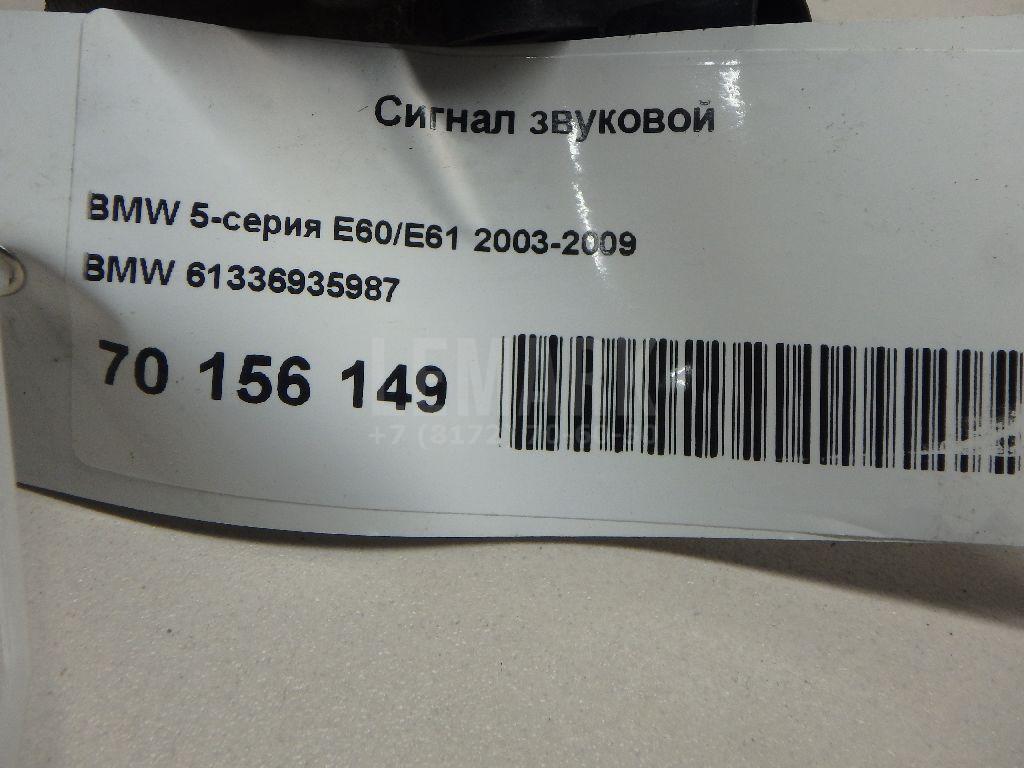 Сигнал звуковой
BMW 5-серия E60/E61 2003-2009
BMW 61336935987
70 156 149